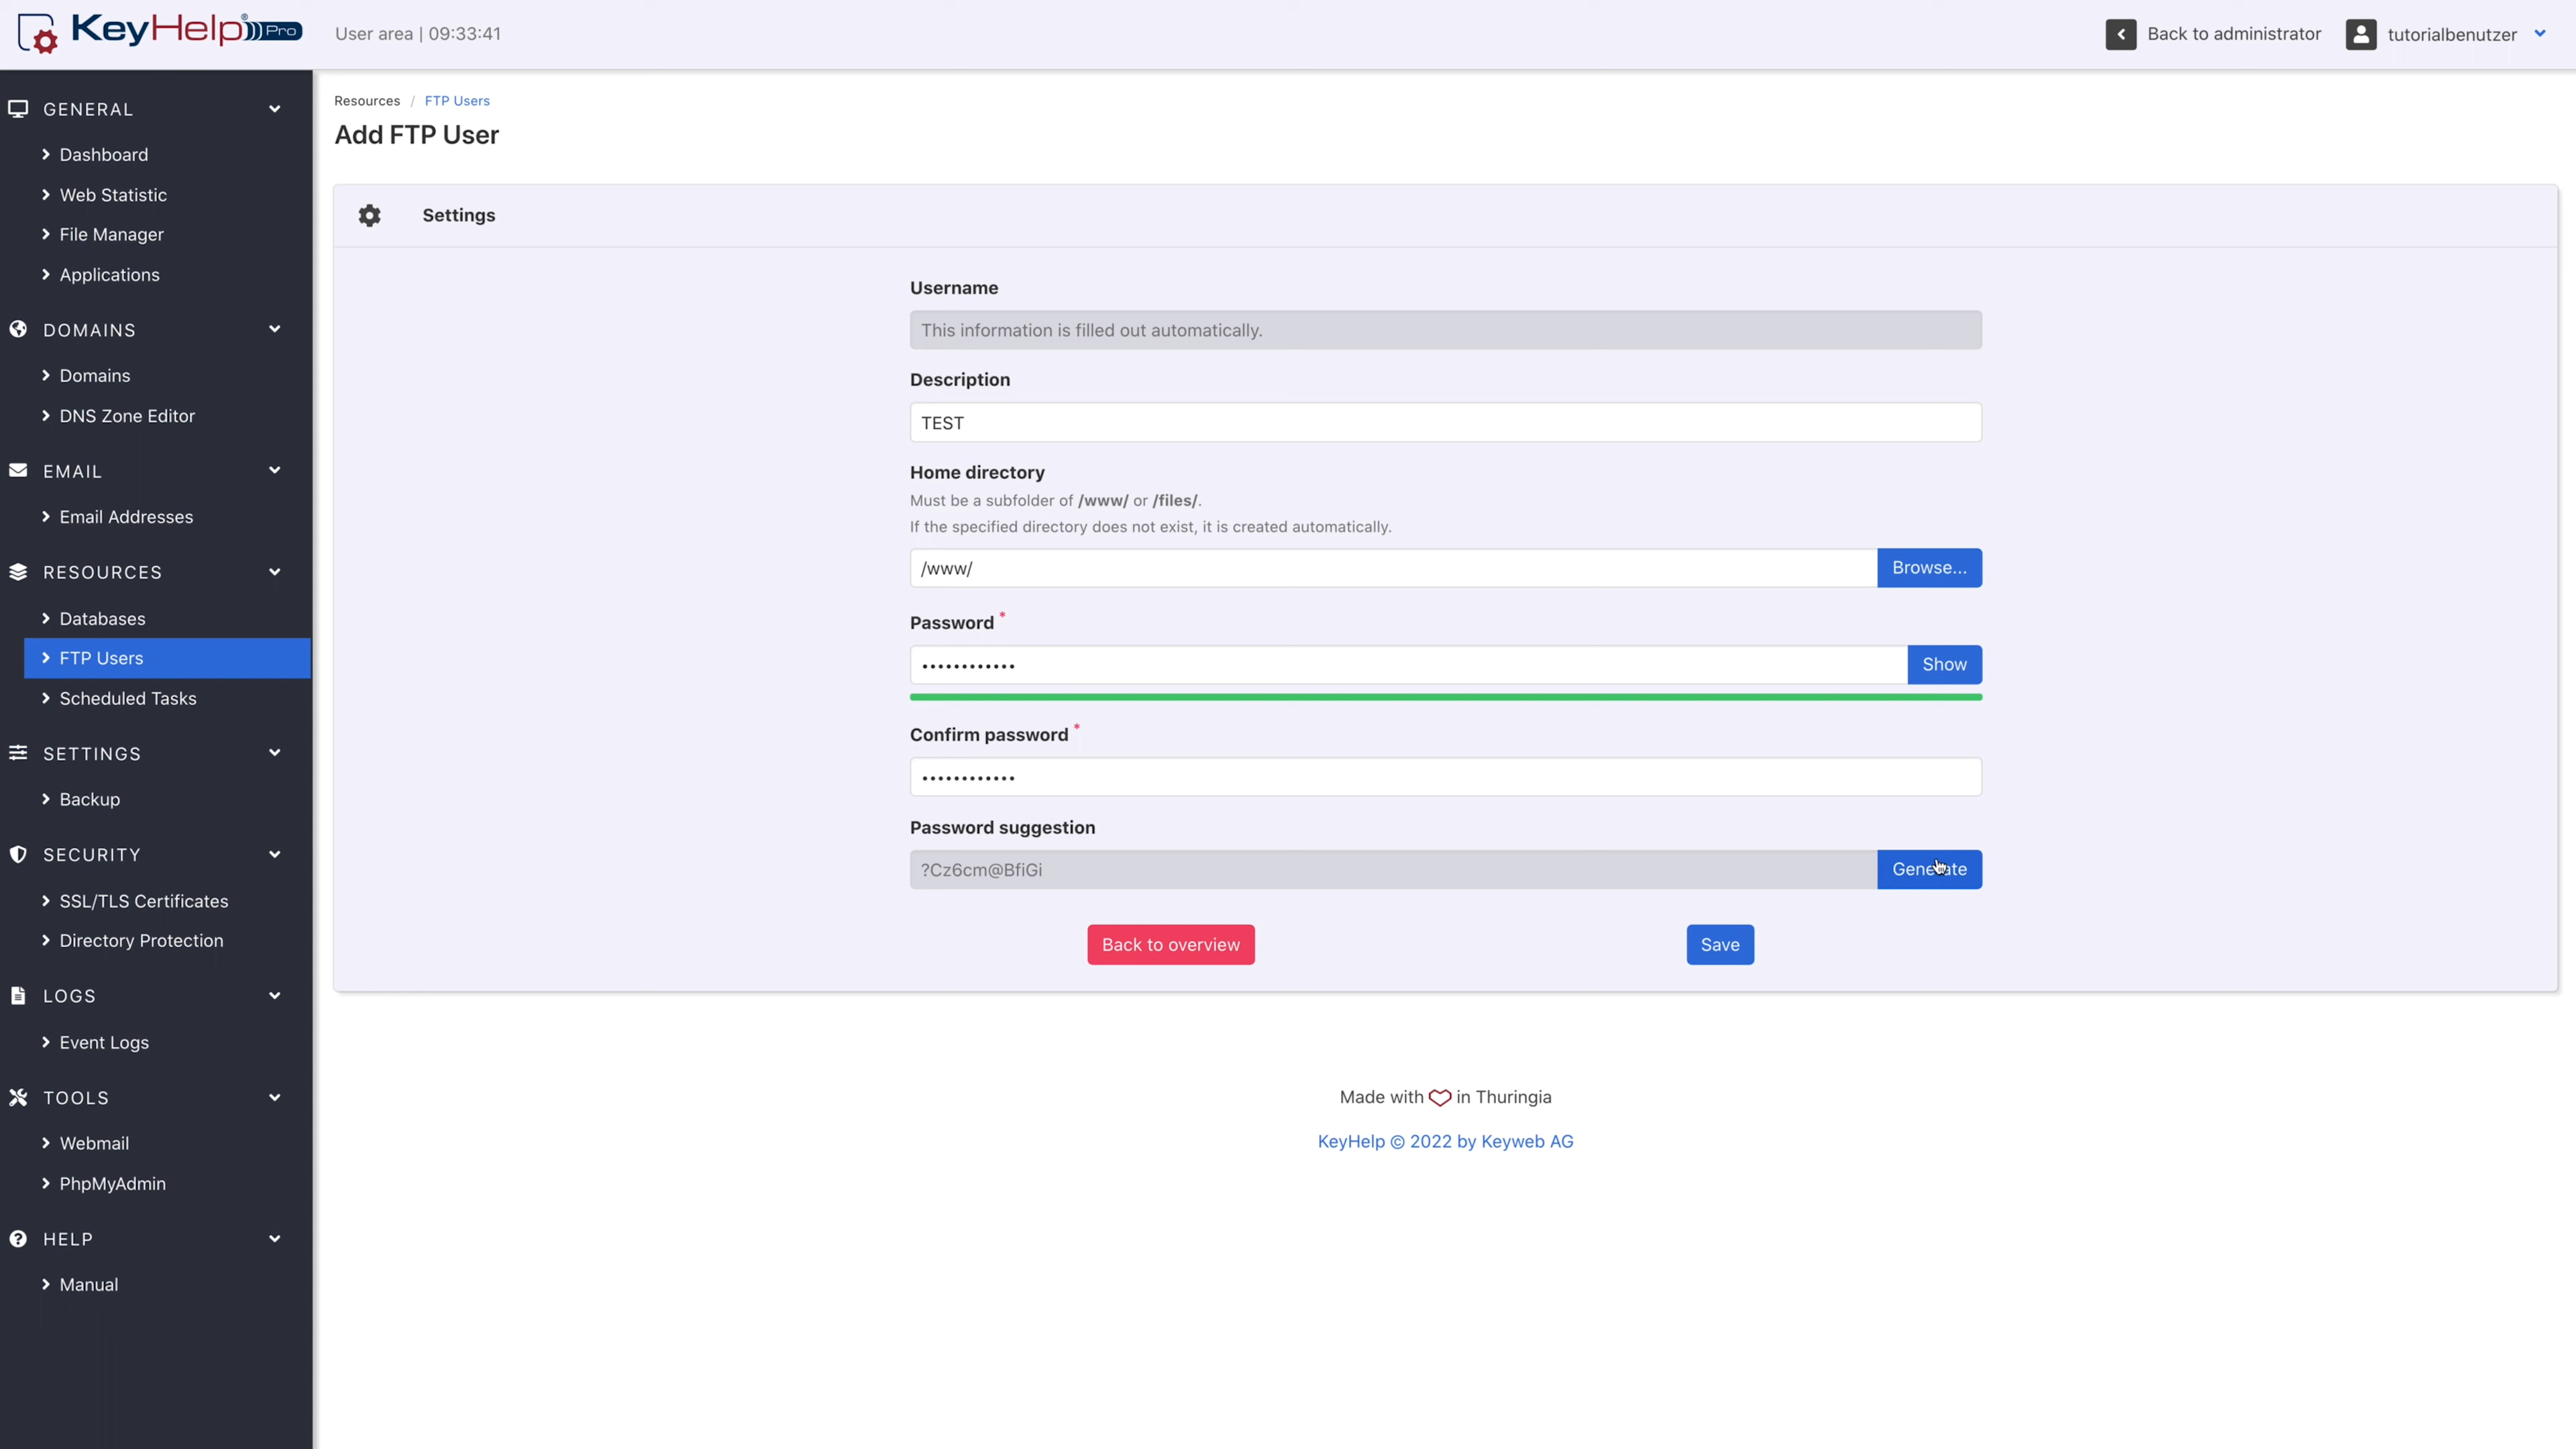 KeyHelp® Pro
User area | 09:33:41
Back to administrator
tutorialbenutzer
GENERAL
Dashboard
Web Statistic
File Manager
Applications
DOMAINS
Domains
DNS Zone Editor
EMAIL
Email Addresses
RESOURCES
Databases
FTP Users
Scheduled Tasks
SETTINGS
Backup
SECURITY
SSL/TLS Certificates
Directory Protection
LOGS
Event Logs
TOOLS
Webmail
PhpMyAdmin
HELP
Manual
Resources / FTP Users
Add FTP User
Settings
Username
This information is filled out automatically.
Description
TEST
Home directory
Must be a subfolder of /www/ or /files/.
If the specified directory does not exist, it is created automatically.
/www/
Browse...
Password *
••••••••••••
Show
Confirm password *
••••••••••••
Password suggestion
?Cz6cm@BfiGi
Generate
Back to overview
Save
Made with in Thuringia
KeyHelp © 2022 by Keyweb AG